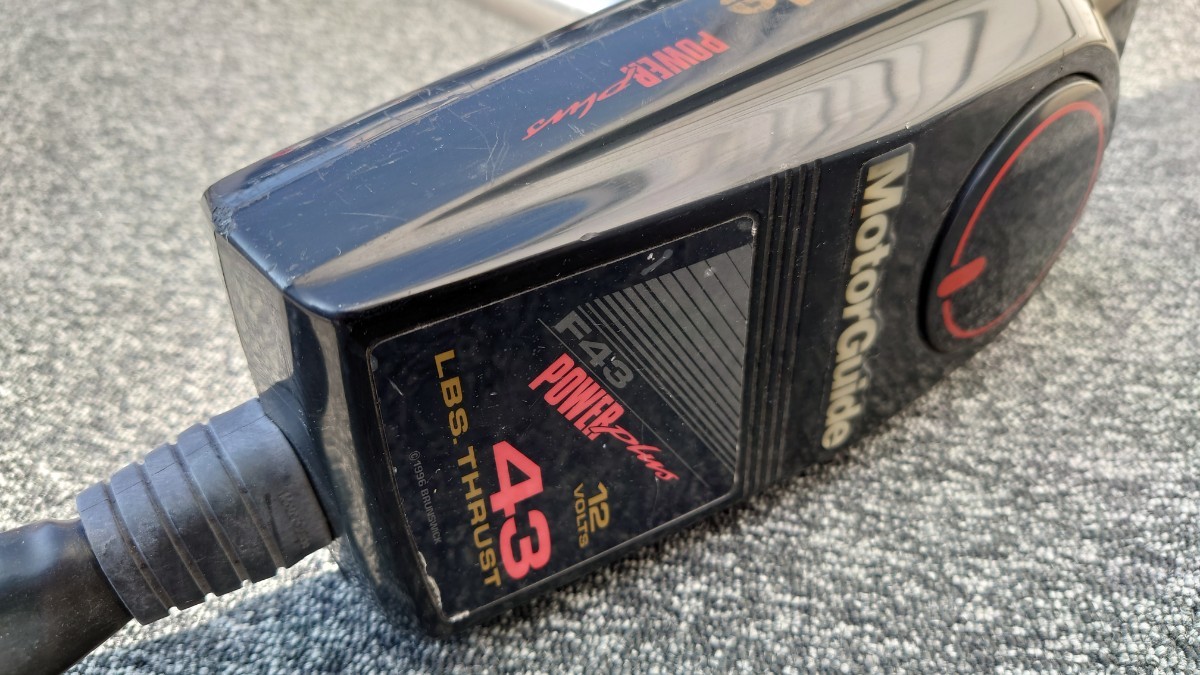 POWER plus
MotorGuide
F43
POWER plus
12
VOLTS
43
LBS. THRUST
©1996 BRUNSWICK